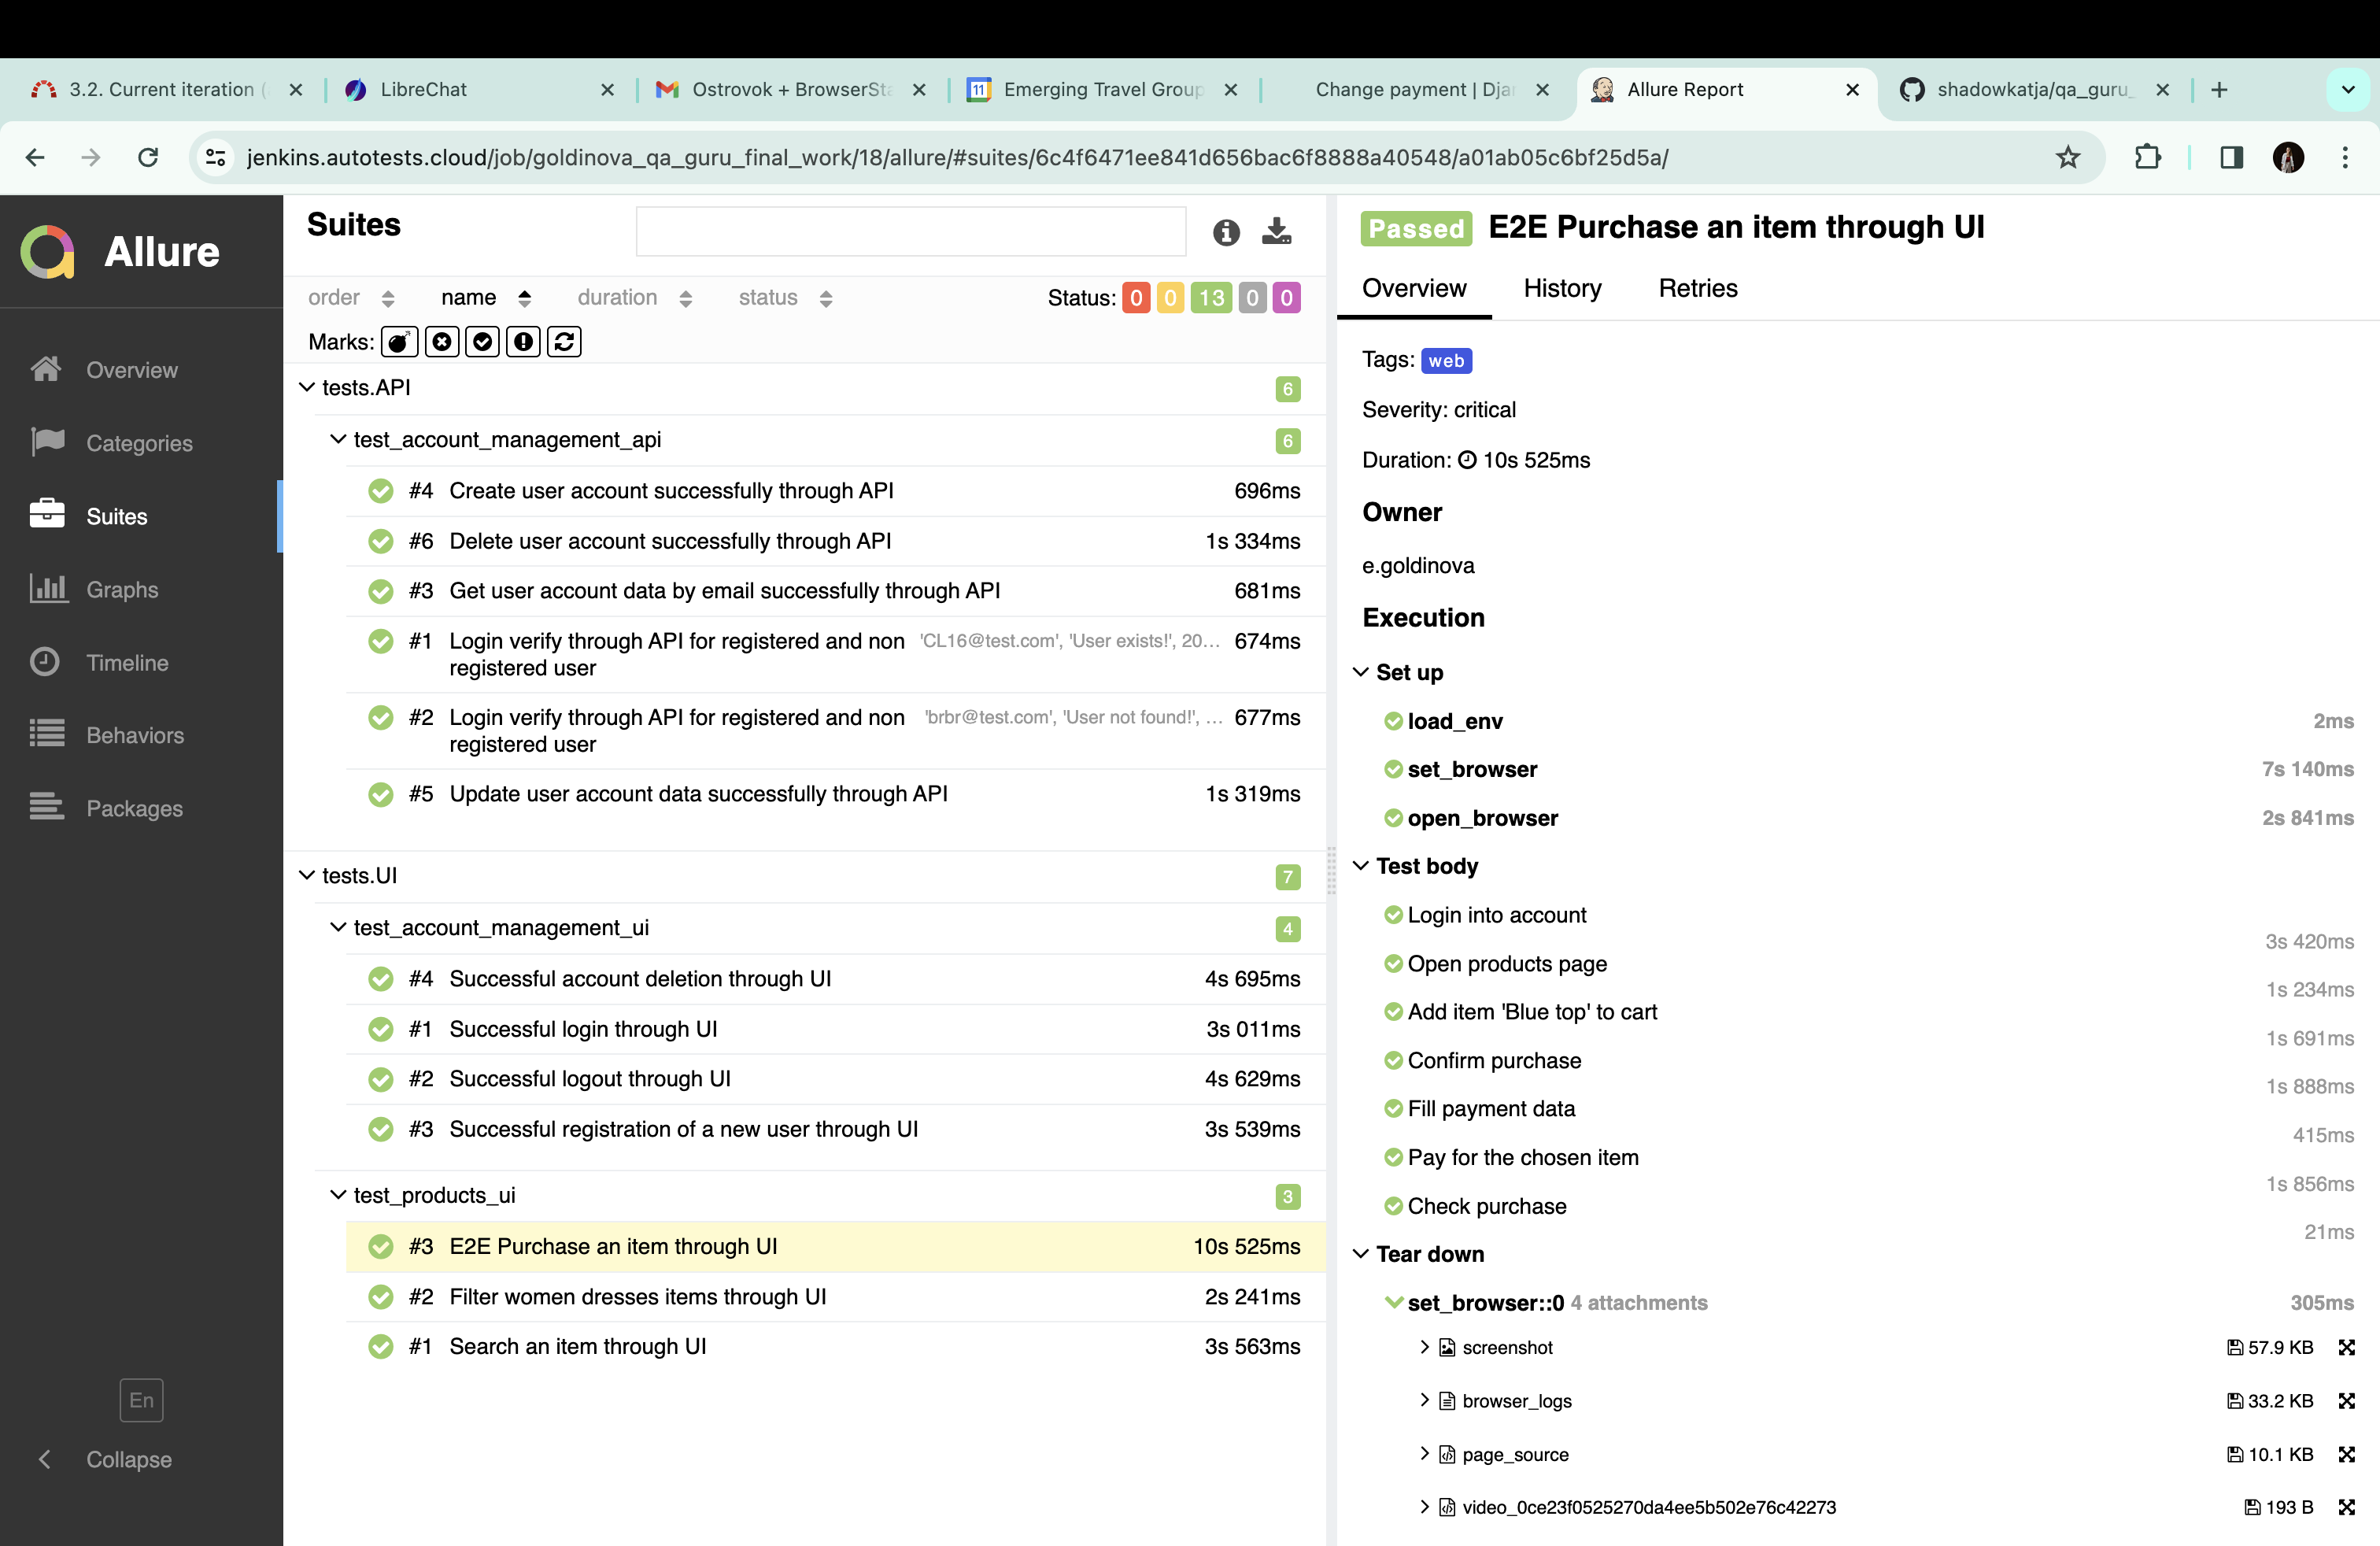 3.2. Current iteration (
LibreChat
Ostrovok + BrowserSta
11
Emerging Travel Group
Change payment | Djan
Allure Report
shadowkatja/qa_guru_
jenkins.autotests.cloud/job/goldinova_qa_guru_final_work/18/allure/#suites/6c4f6471ee841d656bac6f8888a40548/a01ab05c6bf25d5a/
Allure
Overview
Categories
Suites
Graphs
Timeline
Behaviors
Packages
En
Collapse
Suites
order name duration status Status: 0 0 13 0 0
Marks:
tests.API 6
test_account_management_api 6
#4 Create user account successfully through API 696ms
#6 Delete user account successfully through API 1s 334ms
#3 Get user account data by email successfully through API 681ms
#1 Login verify through API for registered and non 'CL16@test.com', 'User exists!', 20... 674ms
registered user
#2 Login verify through API for registered and non 'brbr@test.com', 'User not found!', ... 677ms
registered user
#5 Update user account data successfully through API 1s 319ms
tests.UI 7
test_account_management_ui 4
#4 Successful account deletion through UI 4s 695ms
#1 Successful login through UI 3s 011ms
#2 Successful logout through UI 4s 629ms
#3 Successful registration of a new user through UI 3s 539ms
test_products_ui 3
#3 E2E Purchase an item through UI 10s 525ms
#2 Filter women dresses items through UI 2s 241ms
#1 Search an item through UI 3s 563ms
Passed E2E Purchase an item through UI
Overview History Retries
Tags: web
Severity: critical
Duration: 10s 525ms
Owner
e.goldinova
Execution
Set up
load_env 2ms
set_browser 7s 140ms
open_browser 2s 841ms
Test body
Login into account
3s 420ms
Open products page
1s 234ms
Add item 'Blue top' to cart
1s 691ms
Confirm purchase
1s 888ms
Fill payment data
415ms
Pay for the chosen item
1s 856ms
Check purchase
21ms
Tear down
set_browser::0 4 attachments 305ms
screenshot 57.9 KB
browser_logs 33.2 KB
page_source 10.1 KB
video_0ce23f0525270da4ee5b502e76c42273 193 B